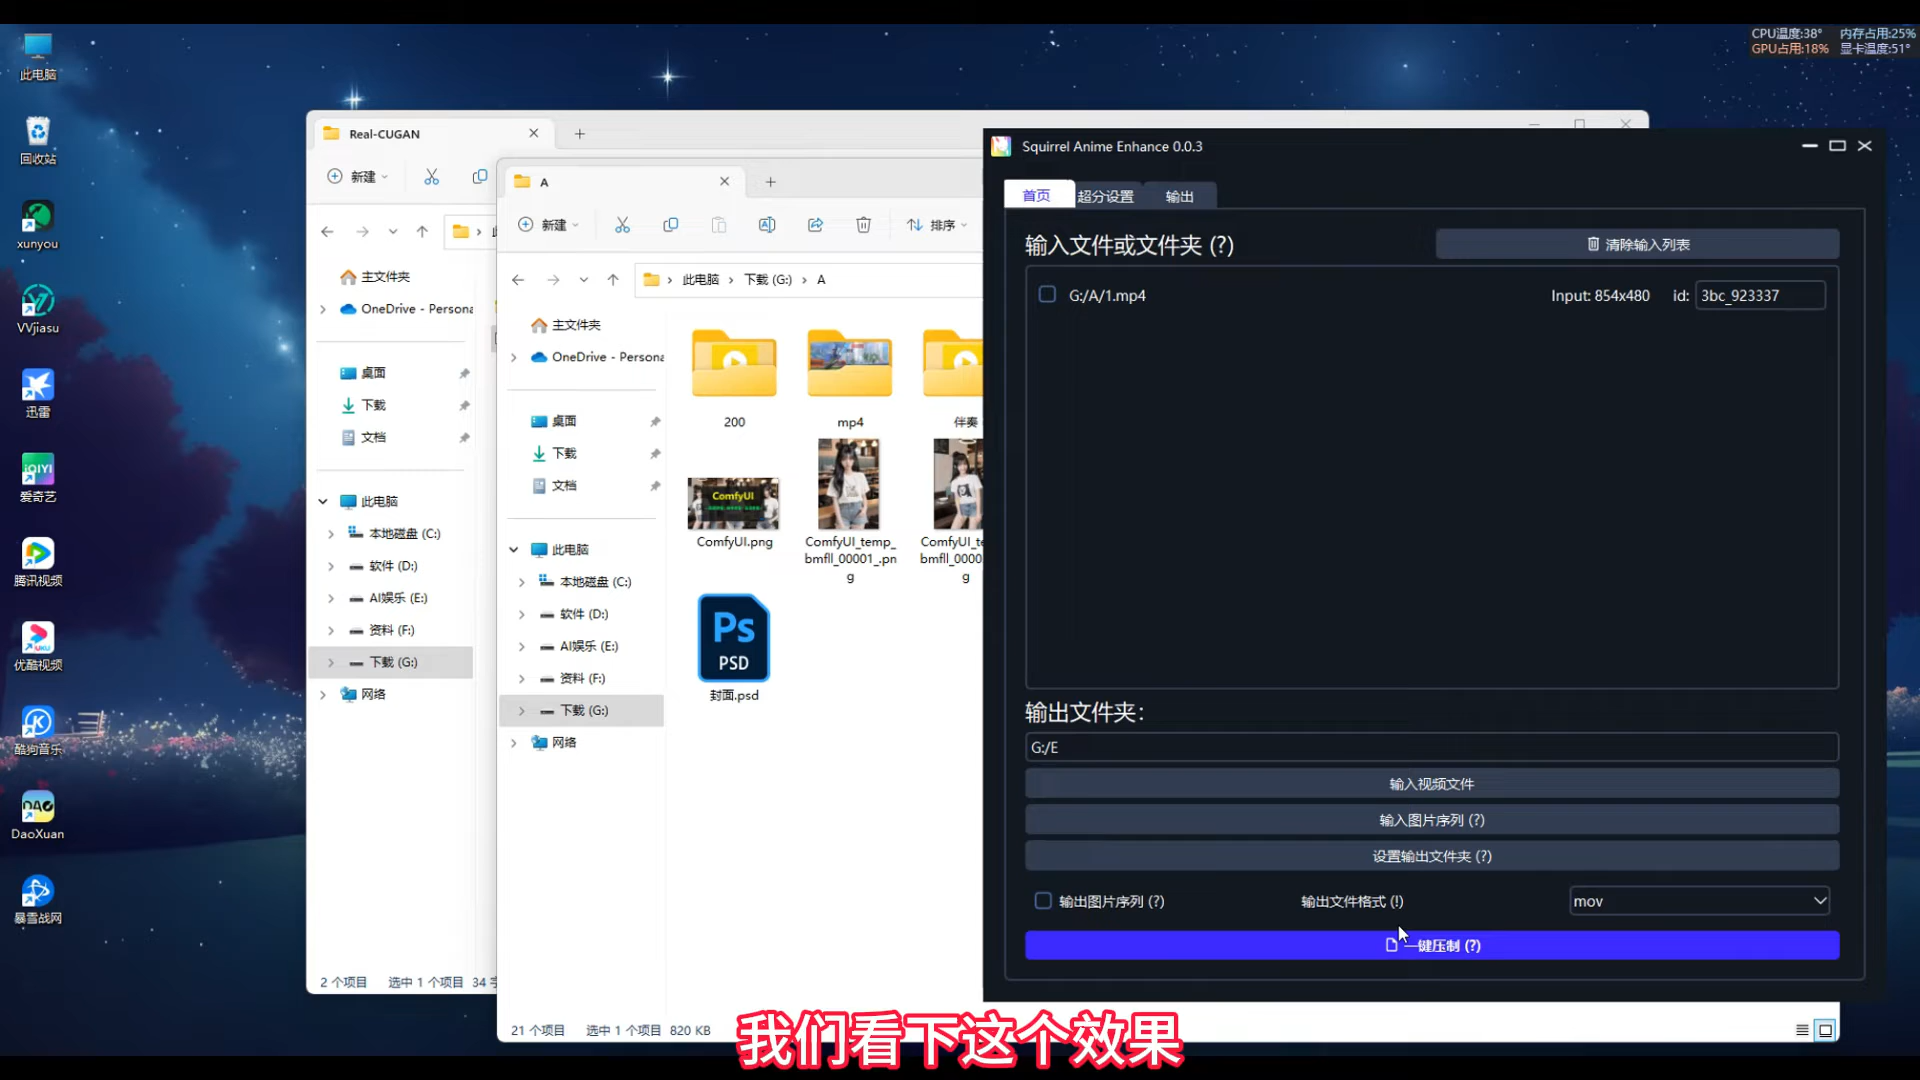 CPU温度:38° 内存占用:25%
GPU占用:18% 显卡温度:51°
此电脑
回收站
xunyou
VVjiasu
迅雷
iQIYI
爱奇艺
腾讯视频
优酷视频
酷狗音乐
DAO
DaoXuan
暴雪战网
Real-CUGAN
新建
主文件夹
OneDrive - Persona
桌面
下载
文档
此电脑
本地磁盘 (C:)
软件 (D:)
AI娱乐 (E:)
资料 (F:)
下载 (G:)
网络
2 个项目 选中 1 个项目 34 字
A
新建
排序
此电脑 > 下载 (G:) > A
主文件夹
OneDrive - Persona
桌面
下载
文档
此电脑
本地磁盘 (C:)
软件 (D:)
AI娱乐 (E:)
资料 (F:)
下载 (G:)
网络
200
mp4
伴奏
ComfyUI
ComfyUI.png
ComfyUI_temp_
bmfll_00001_.pn
g
ComfyUI_te
bmfll_0000
g
Ps
PSD
封面.psd
21 个项目 选中 1 个项目 820 KB
Squirrel Anime Enhance 0.0.3
首页 超分设置 输出
输入文件或文件夹 (?)
清除输入列表
G:/A/1.mp4 Input: 854x480 id: 3bc_923337
输出文件夹:
G:/E
输入视频文件
输入图片序列 (?)
设置输出文件夹 (?)
输出图片序列 (?) 输出文件格式 (!) mov
一键压制 (?)
我们看下这个效果